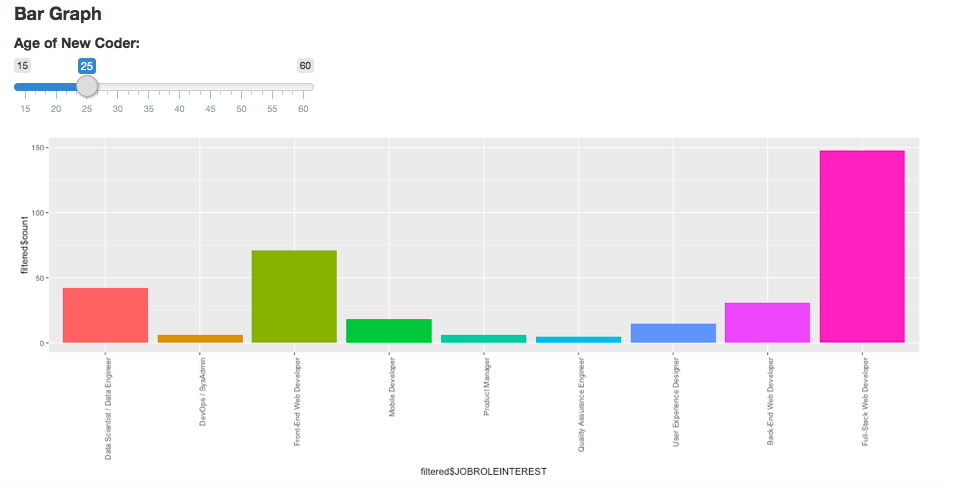 Bar Graph
Age of New Coder:
15 25 60
15 20 25 30 35 40 45 50 55 60
150
100
50
0
filtered$count
Data Scientist / Data Engineer
DevOps / SysAdmin
Front-End Web Developer
Mobile Developer
Product Manager
Quality Assurance Engineer
User Experience Designer
Back-End Web Developer
Full-Stack Web Developer
filtered$JOBROLEINTEREST